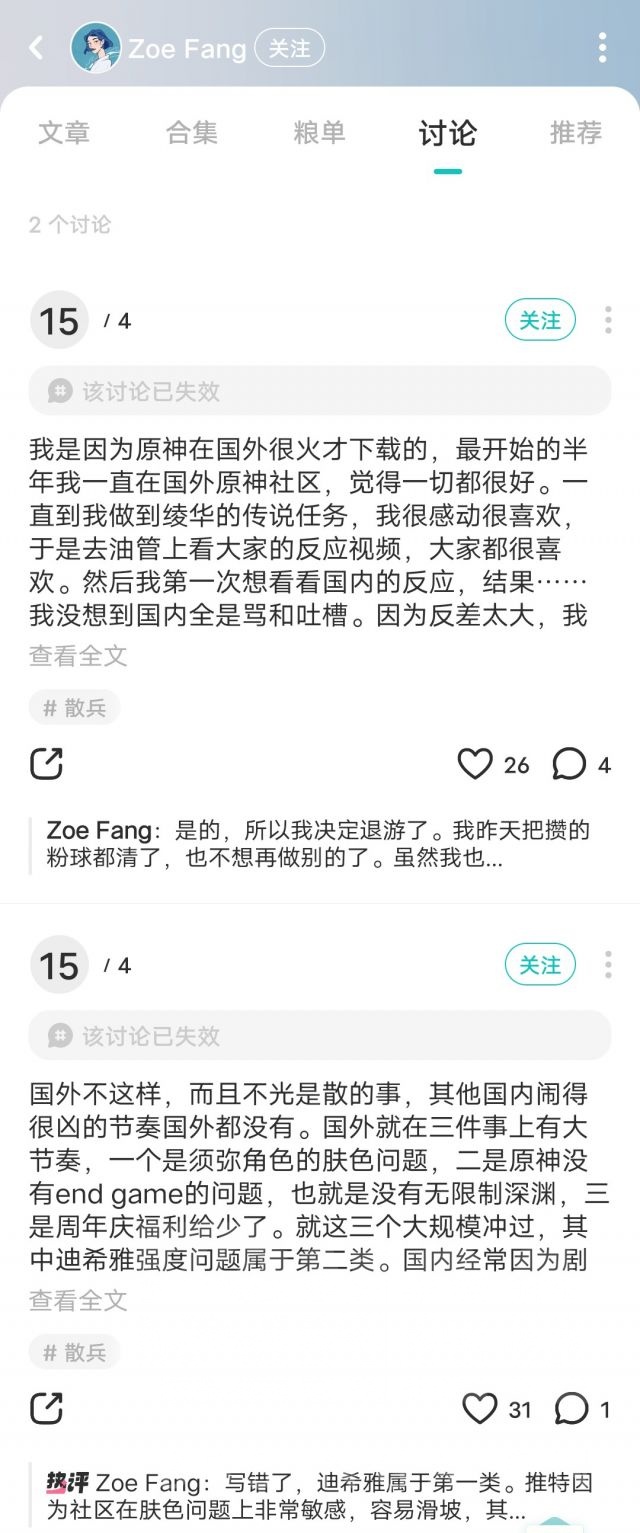 Zoe Fang 关注
文章 合集 粮单 讨论 推荐
2 个讨论
15 / 4 关注
该讨论已失效
我是因为原神在国外很火才下载的，最开始的半
年我一直在国外原神社区，觉得一切都很好。一
直到我做到绫华的传说任务，我很感动很喜欢，
于是去油管上看大家的反应视频，大家都很喜
欢。然后我第一次想看看国内的反应，结果……
我没想到国内全是骂和吐槽。因为反差太大，我
查看全文
# 散兵
26 4
Zoe Fang：是的，所以我决定退游了。我昨天把攒的
粉球都清了，也不想再做别的了。虽然我也...
15 / 4 关注
该讨论已失效
国外不这样，而且不光是散的事，其他国内闹得
很凶的节奏国外都没有。国外就在三件事上有大
节奏，一个是须弥角色的肤色问题，二是原神没
有end game的问题，也就是没有无限制深渊，三
是周年庆福利给少了。就这三个大规模冲过，其
中迪希雅强度问题属于第二类。国内经常因为剧
查看全文
# 散兵
31 1
热评 Zoe Fang：写错了，迪希雅属于第一类。推特因
为社区在肤色问题上非常敏感，容易滑坡，其...